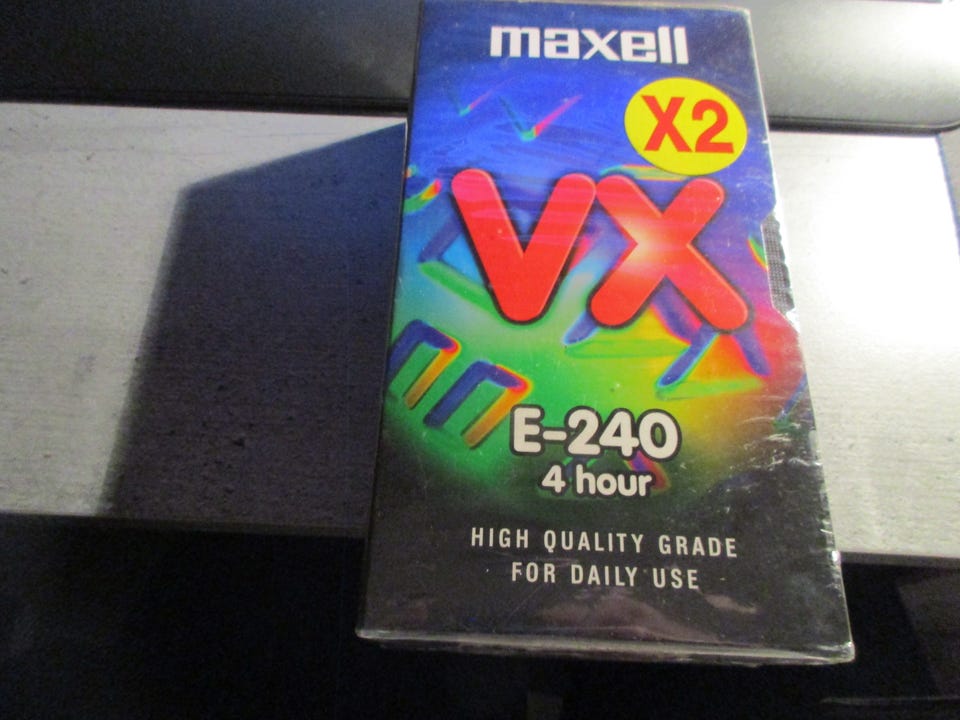 maxell
X2
VX
E-240
4 hour
HIGH QUALITY GRADE
FOR DAILY USE